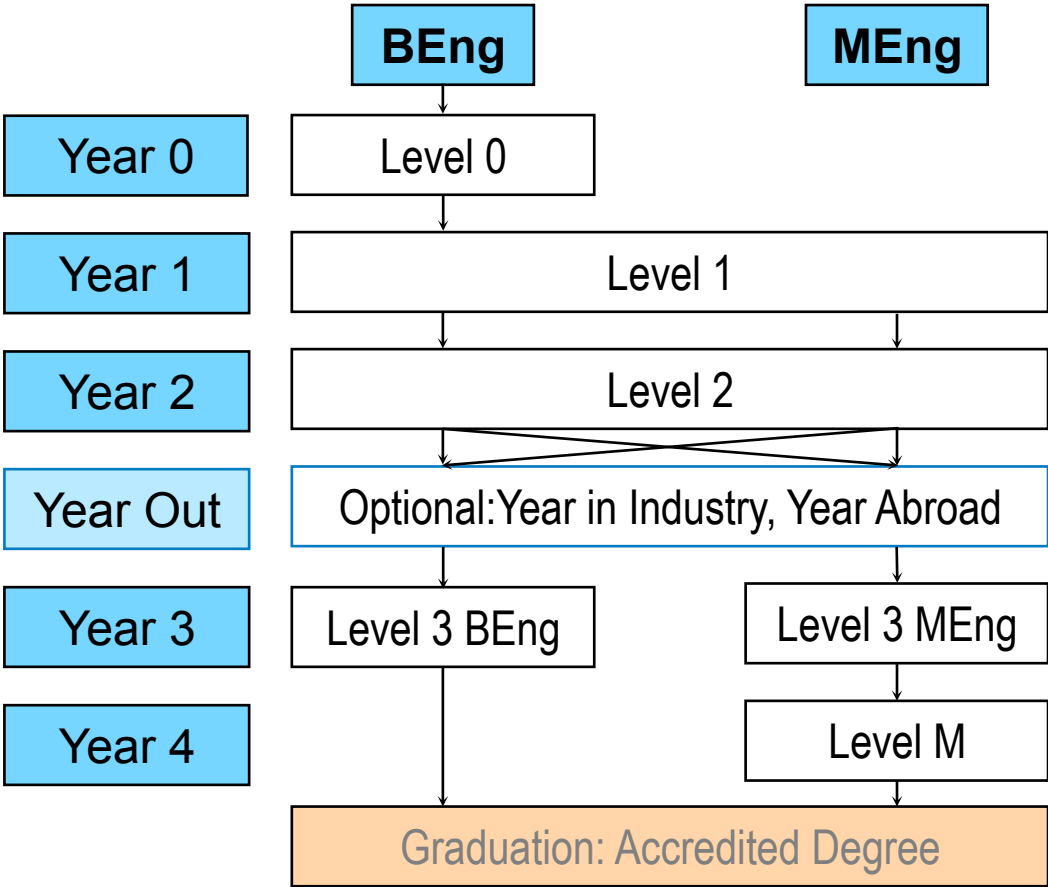 BEng
MEng
Year 0
Level 0
Year 1
Level 1
Year 2
Level 2
Year Out
Optional:Year in Industry, Year Abroad
Year 3
Level 3 BEng
Level 3 MEng
Year 4
Level M
Graduation: Accredited Degree